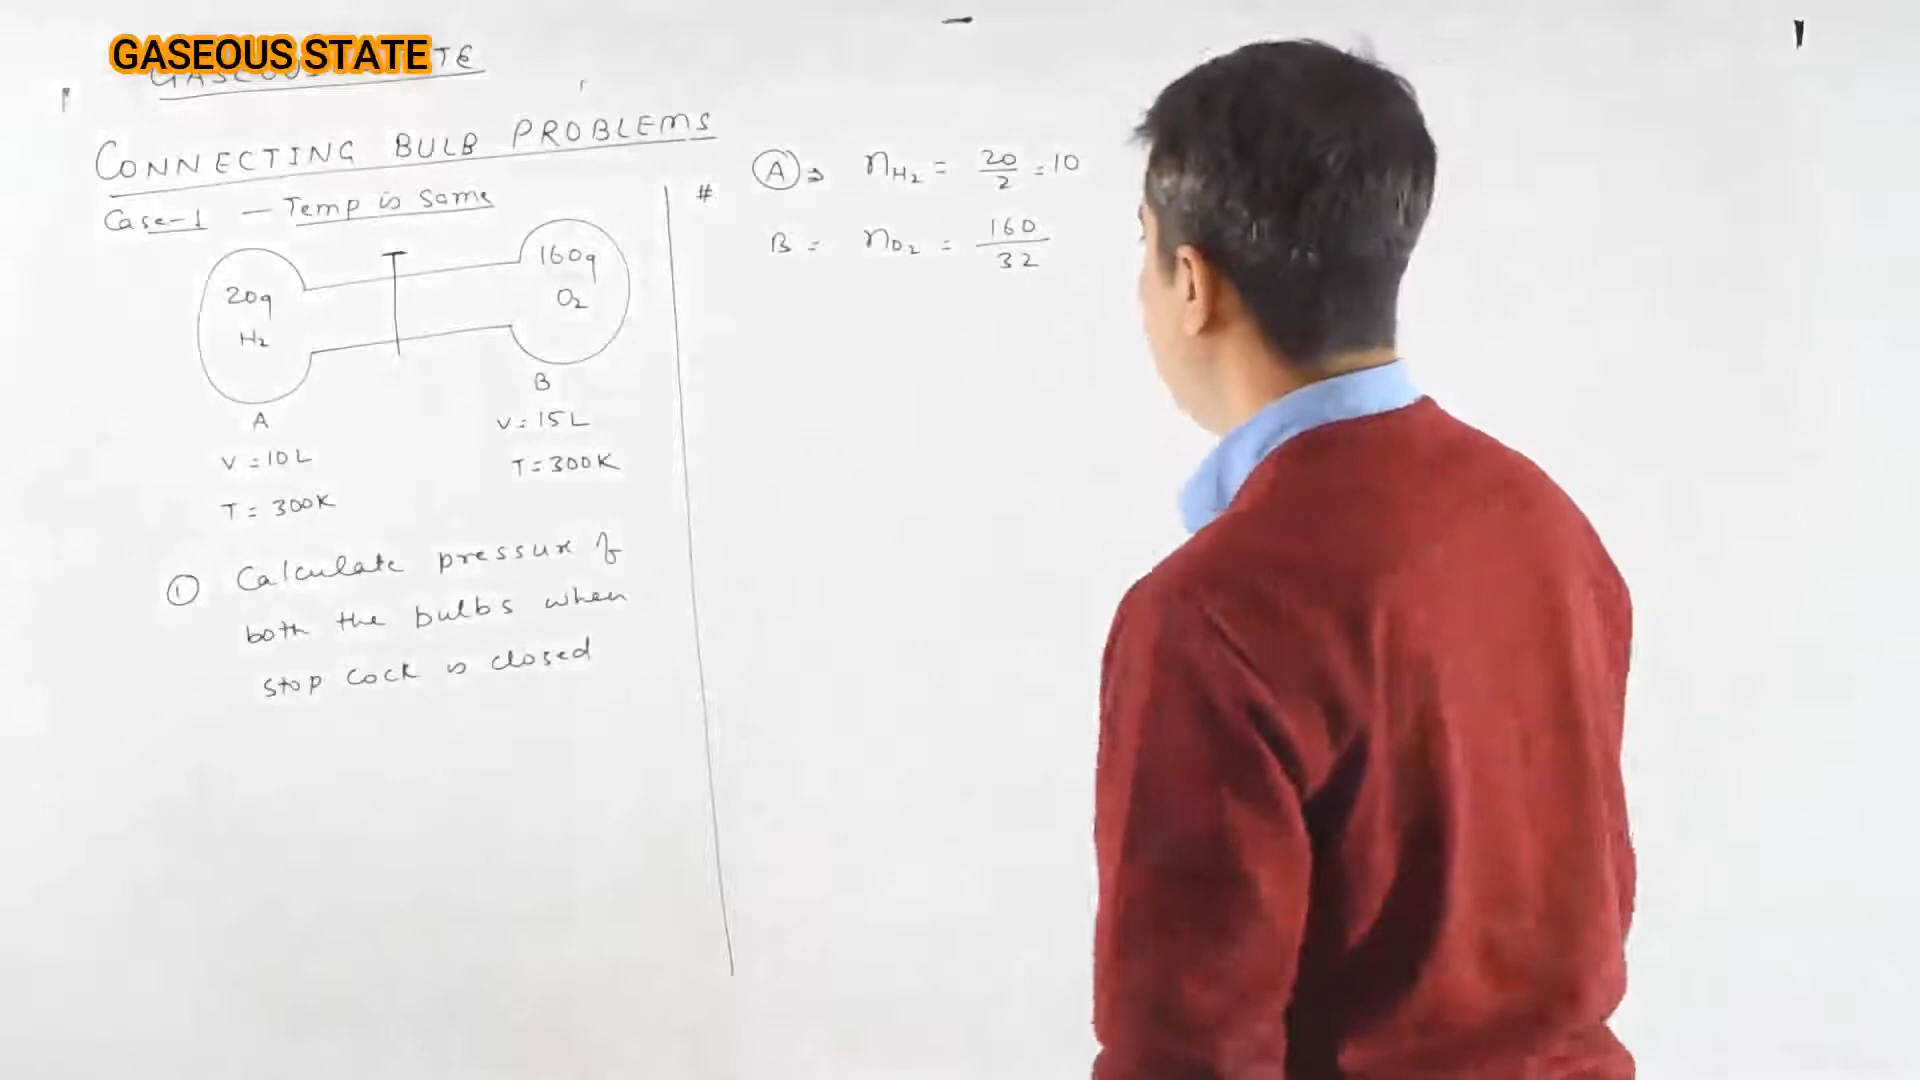 GASEOUS STATE
CONNECTING BULB PROBLEMS
Case-1 — Temp is same
20g
H₂
160g
O₂
A
V = 10L
T = 300K
B
V = 15L
T = 300K
① Calculate pressure of
both the bulbs when
stop cock is closed
#
Ⓐ ⇒ nH₂ = 20/2 = 10
B = nO₂ = 160/32